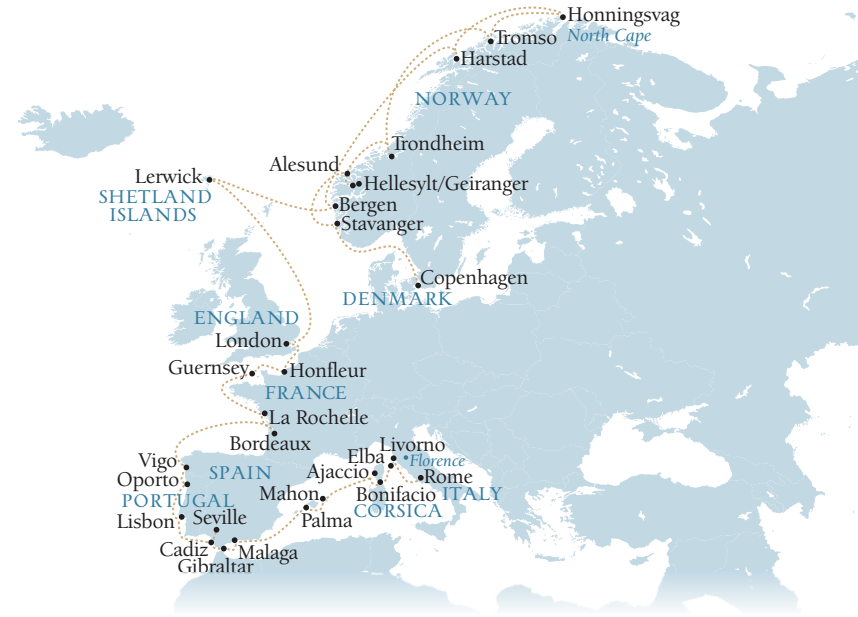 Honningsvag
North Cape
Tromso
Harstad
NORWAY
Trondheim
Alesund
Hellesylt/Geiranger
Lerwick
SHETLAND
ISLANDS
Bergen
Stavanger
Copenhagen
DENMARK
ENGLAND
London
Guernsey
Honfleur
FRANCE
La Rochelle
Bordeaux
Livorno
Elba
Florence
Vigo
SPAIN
Ajaccio
Rome
Oporto
Mahon
Bonifacio
ITALY
PORTUGAL
CORSICA
Lisbon
Seville
Palma
Cadiz
Malaga
Gibraltar